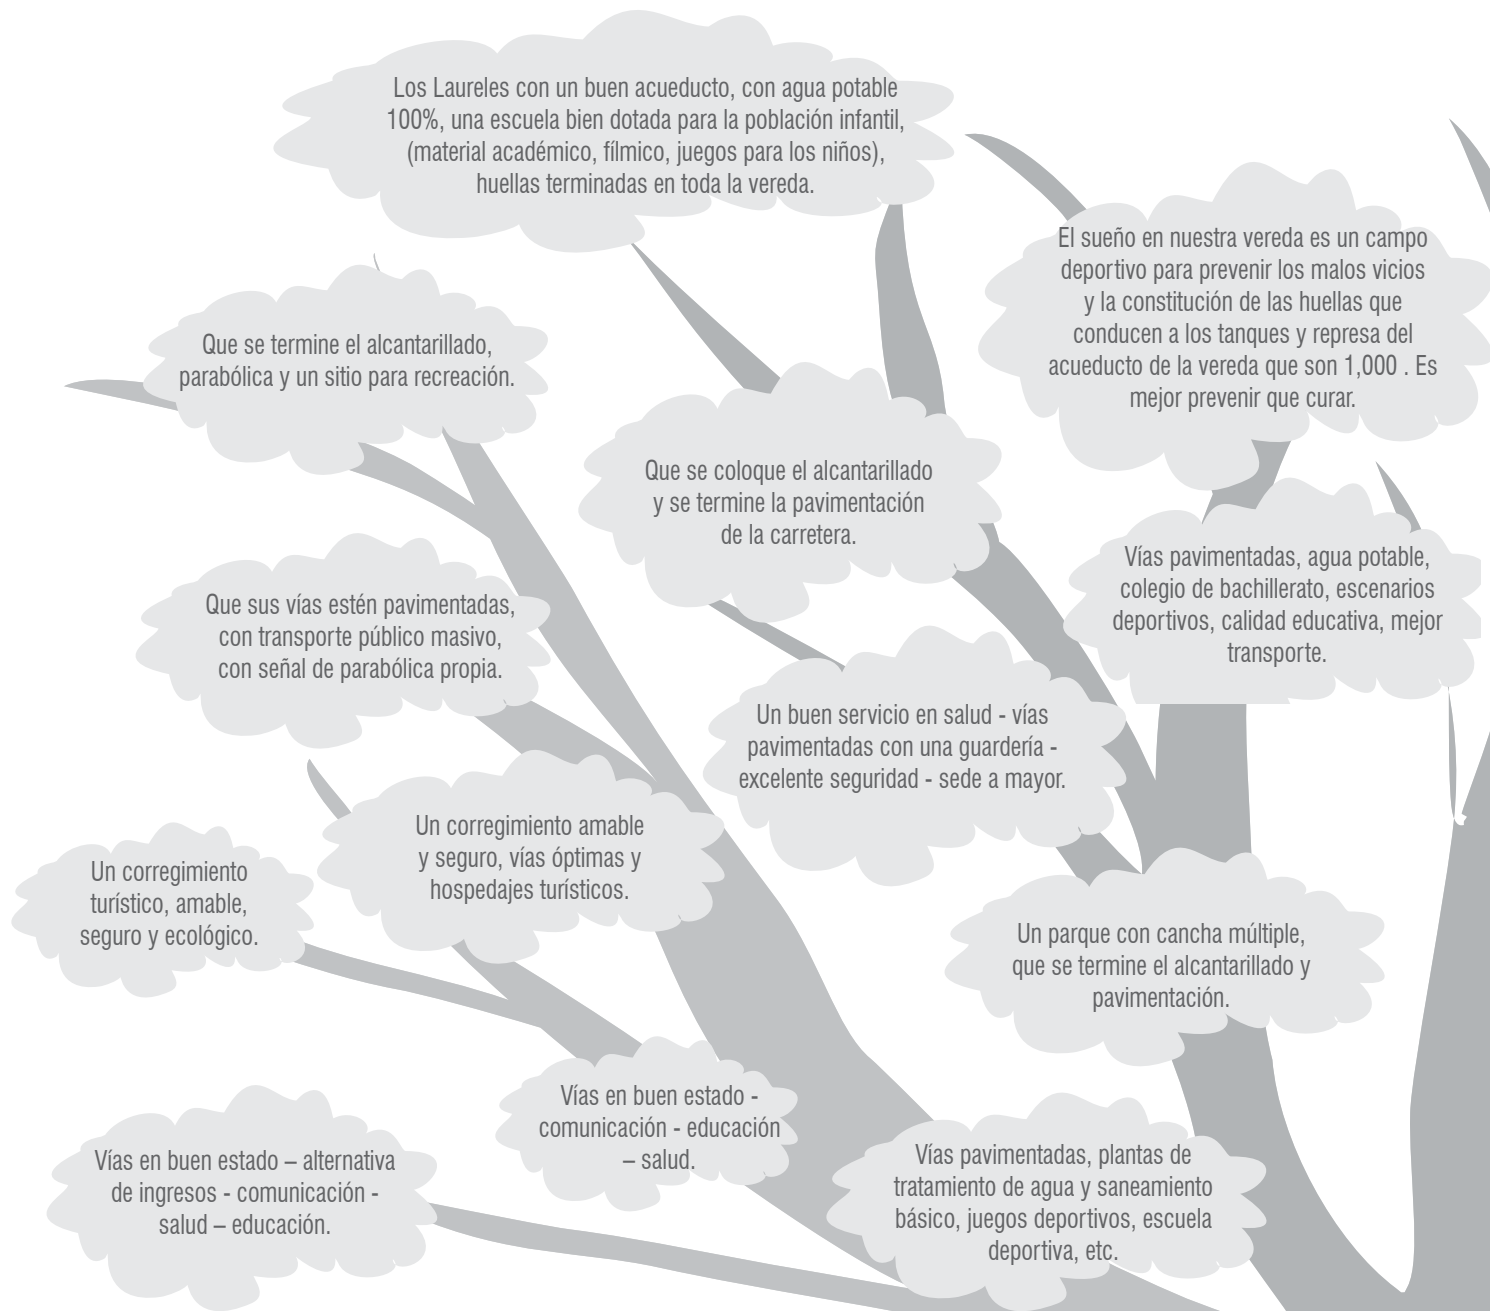 Los Laureles con un buen acueducto, con agua potable
100%, una escuela bien dotada para la población infantil,
(material académico, fílmico, juegos para los niños),
huellas terminadas en toda la vereda.
El sueño en nuestra vereda es un campo
deportivo para prevenir los malos vicios
y la constitución de las huellas que
conducen a los tanques y represa del
acueducto de la vereda que son 1,000 . Es
mejor prevenir que curar.
Que se termine el alcantarillado,
parabólica y un sitio para recreación.
Que se coloque el alcantarillado
y se termine la pavimentación
de la carretera.
Vías pavimentadas, agua potable,
colegio de bachillerato, escenarios
deportivos, calidad educativa, mejor
transporte.
Que sus vías estén pavimentadas,
con transporte público masivo,
con señal de parabólica propia.
Un buen servicio en salud - vías
pavimentadas con una guardería -
excelente seguridad - sede a mayor.
Un corregimiento amable
y seguro, vías óptimas y
hospedajes turísticos.
Un corregimiento
turístico, amable,
seguro y ecológico.
Un parque con cancha múltiple,
que se termine el alcantarillado y
pavimentación.
Vías en buen estado -
comunicación - educación
– salud.
Vías en buen estado – alternativa
de ingresos - comunicación -
salud – educación.
Vías pavimentadas, plantas de
tratamiento de agua y saneamiento
básico, juegos deportivos, escuela
deportiva, etc.